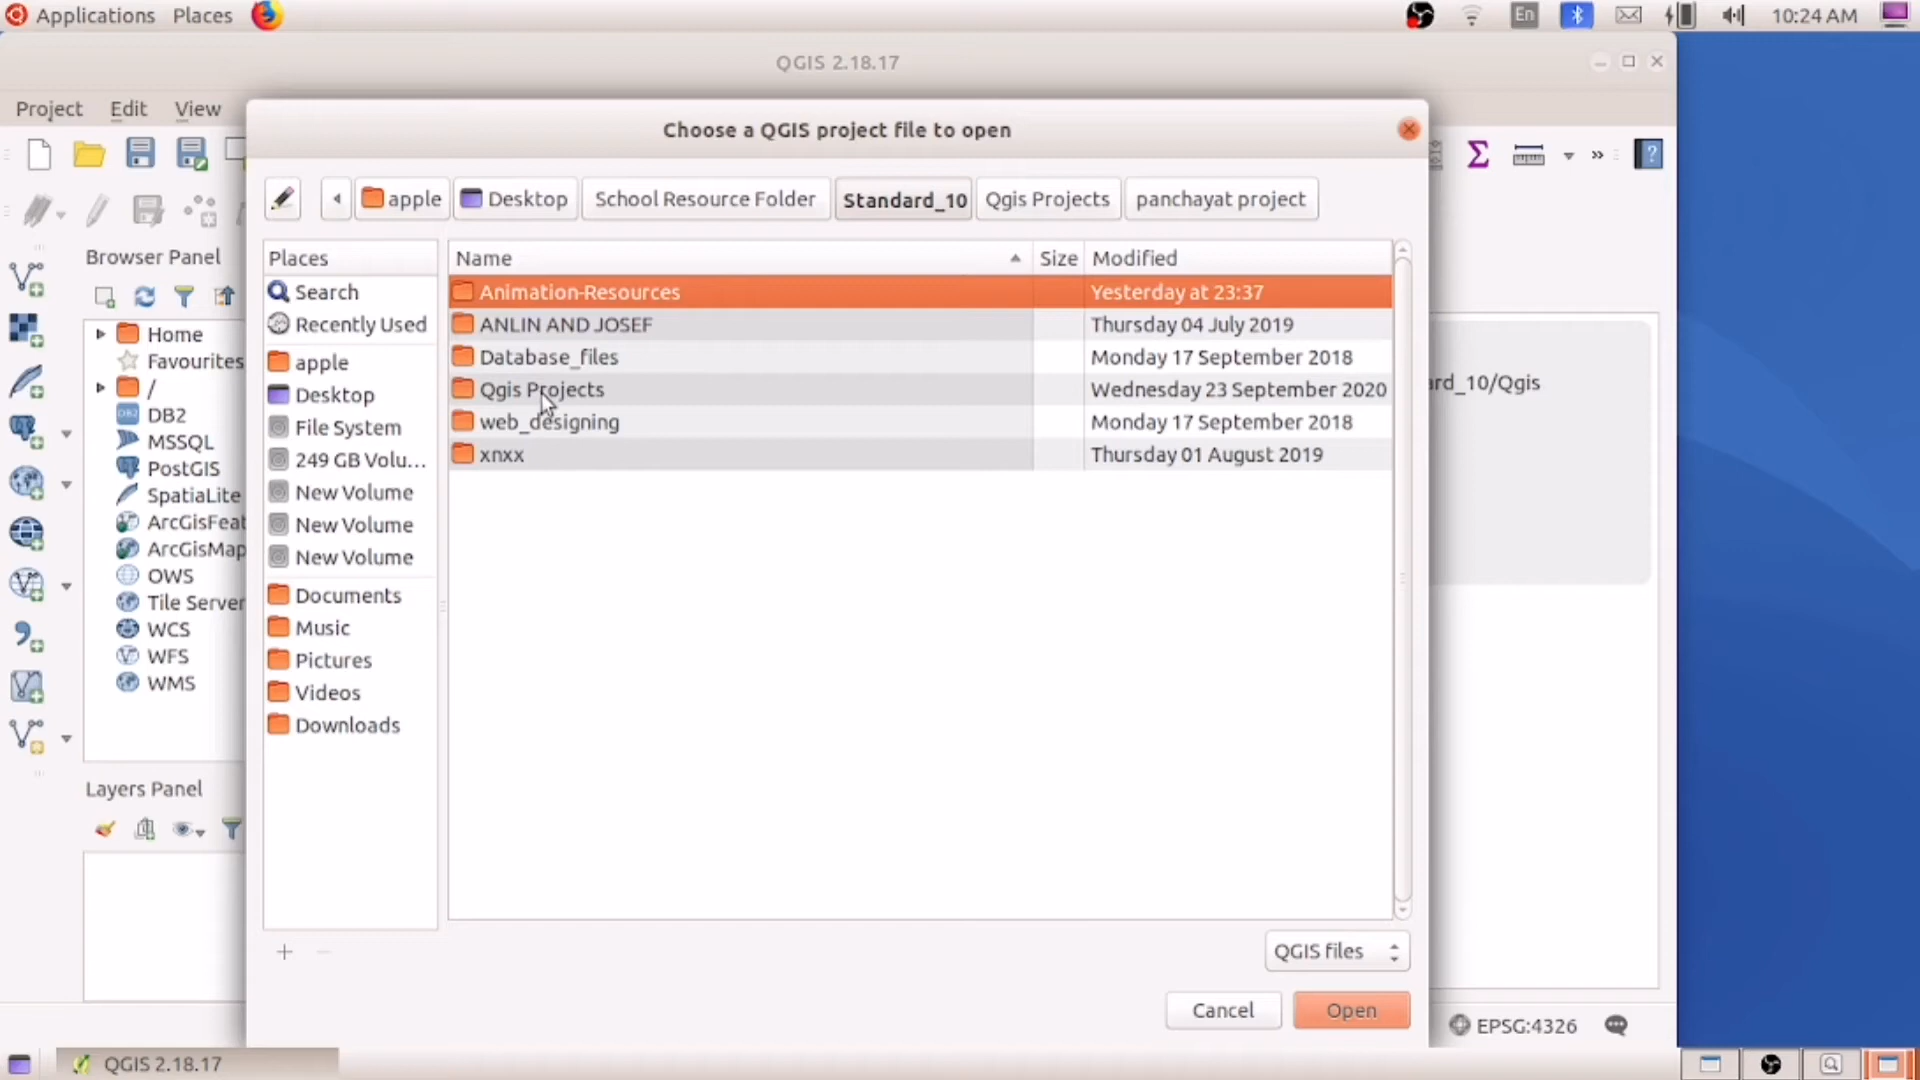 Applications Places En 10:24 AM
QGIS 2.18.17
Project Edit View
Choose a QGIS project file to open
apple Desktop School Resource Folder Standard_10 Qgis Projects panchayat project
Browser Panel
Home
Favourites
/
DB2
MSSQL
PostGIS
SpatiaLite
ArcGisFeat
ArcGisMap
OWS
Tile Server
WCS
WFS
WMS
Layers Panel
Places
Search
Recently Used
apple
Desktop
File System
249 GB Volu...
New Volume
New Volume
New Volume
Documents
Music
Pictures
Videos
Downloads
Name Size Modified
Animation-Resources Yesterday at 23:37
ANLIN AND JOSEF Thursday 04 July 2019
Database_files Monday 17 September 2018
Qgis Projects Wednesday 23 September 2020
web_designing Monday 17 September 2018
xnxx Thursday 01 August 2019
ard_10/Qgis
QGIS files
Cancel Open
EPSG:4326
QGIS 2.18.17